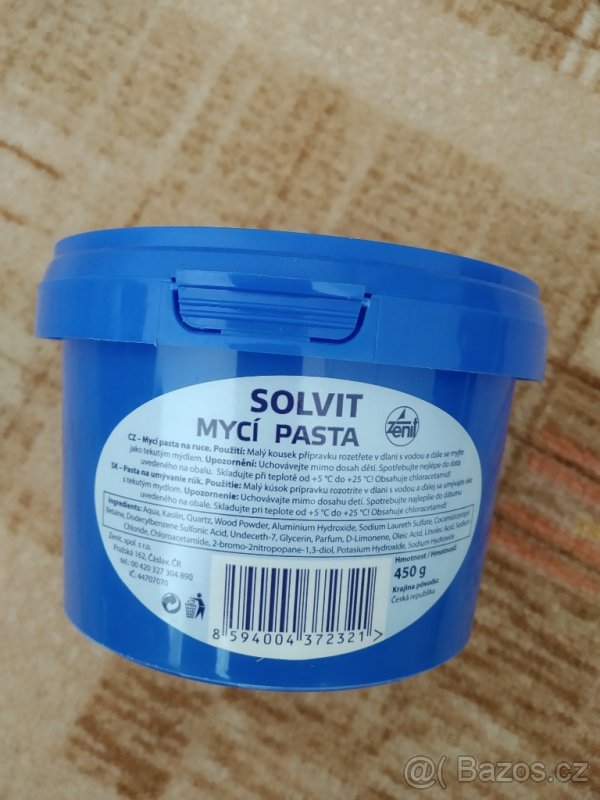 SOLVIT
MYCÍ PASTA
Zenit
CZ – Mycí pasta na ruce. Použití: Malý kousek přípravku rozetřete v dlani s vodou a dále se myjte
jako tekutým mýdlem. Upozornění: Uchovávejte mimo dosah dětí. Spotřebujte nejlépe do data
uvedeného na obalu. Skladujte při teplotě od +5 °C do +25 °C! Obsahuje chloracetamid!
SK – Pasta na umývanie rúk. Použitie: Malý kúsok prípravku rozotrite v dlani s vodou a ďalej sa umývajte ako
s tekutým mydlom. Upozornenie: Uchovávajte mimo dosahu detí. Spotrebujte najlepšie do dátumu
uvedeného na obale. Skladujte pri teplote od +5 °C do +25 °C! Obsahuje chloracetamid!
Ingredients: Aqua, Kaolin, Quartz, Wood Powder, Aluminium Hydroxide, Sodium Laureth Sulfate, Cocamidopropyl
Betaine, Dodecylbenzene Sulfonic Acid, Undeceth-7, Glycerin, Parfum, D-Limonene, Oleic Acid, Linoleic Acid, Sodium
Chloride, Chloroacetamide, 2-bromo-2nitropopane-1,3-diol, Potassium Hydroxide, Sodium Hydroxide
Zenit, spol. s r.o.
Pražská 162, Čáslav, ČR
tel.: 00 420 327 304 890
IČ: 44707070
Hmotnost / Hmotnosť:
450 g
Krajina pôvodu:
Česká republika
8 594004 372321 >
@( Bazos.cz